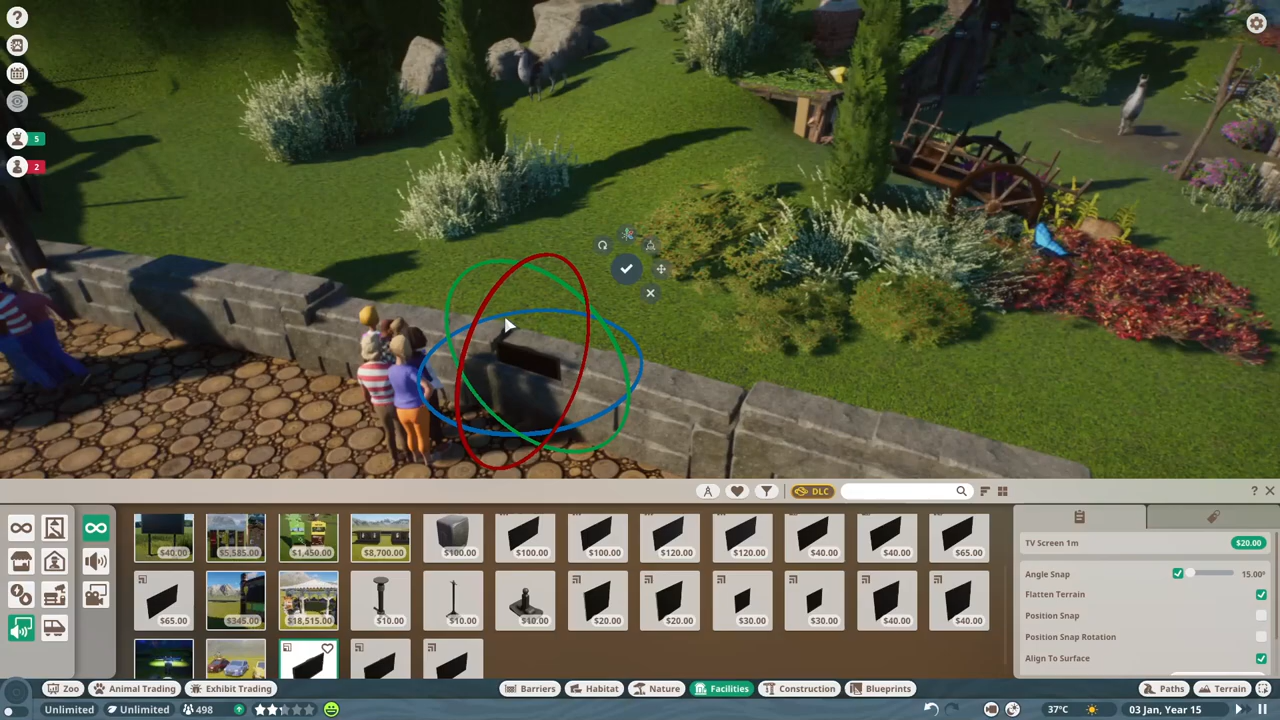 ?
5
2
DLC
?
$40.00
$5,585.00
$1,450.00
$8,700.00
$100.00
$100.00
$100.00
$120.00
$120.00
$40.00
$40.00
$65.00
TV Screen 1m
$20.00
Angle Snap
15.00°
Flatten Terrain
$65.00
$345.00
$18,515.00
$10.00
$10.00
$10.00
$20.00
$20.00
$30.00
$30.00
$40.00
$40.00
Position Snap
Position Snap Rotation
Align To Surface
Zoo
Animal Trading
Exhibit Trading
Barriers
Habitat
Nature
Facilities
Construction
Blueprints
Paths
Terrain
Unlimited
Unlimited
498
37°C
03 Jan, Year 15